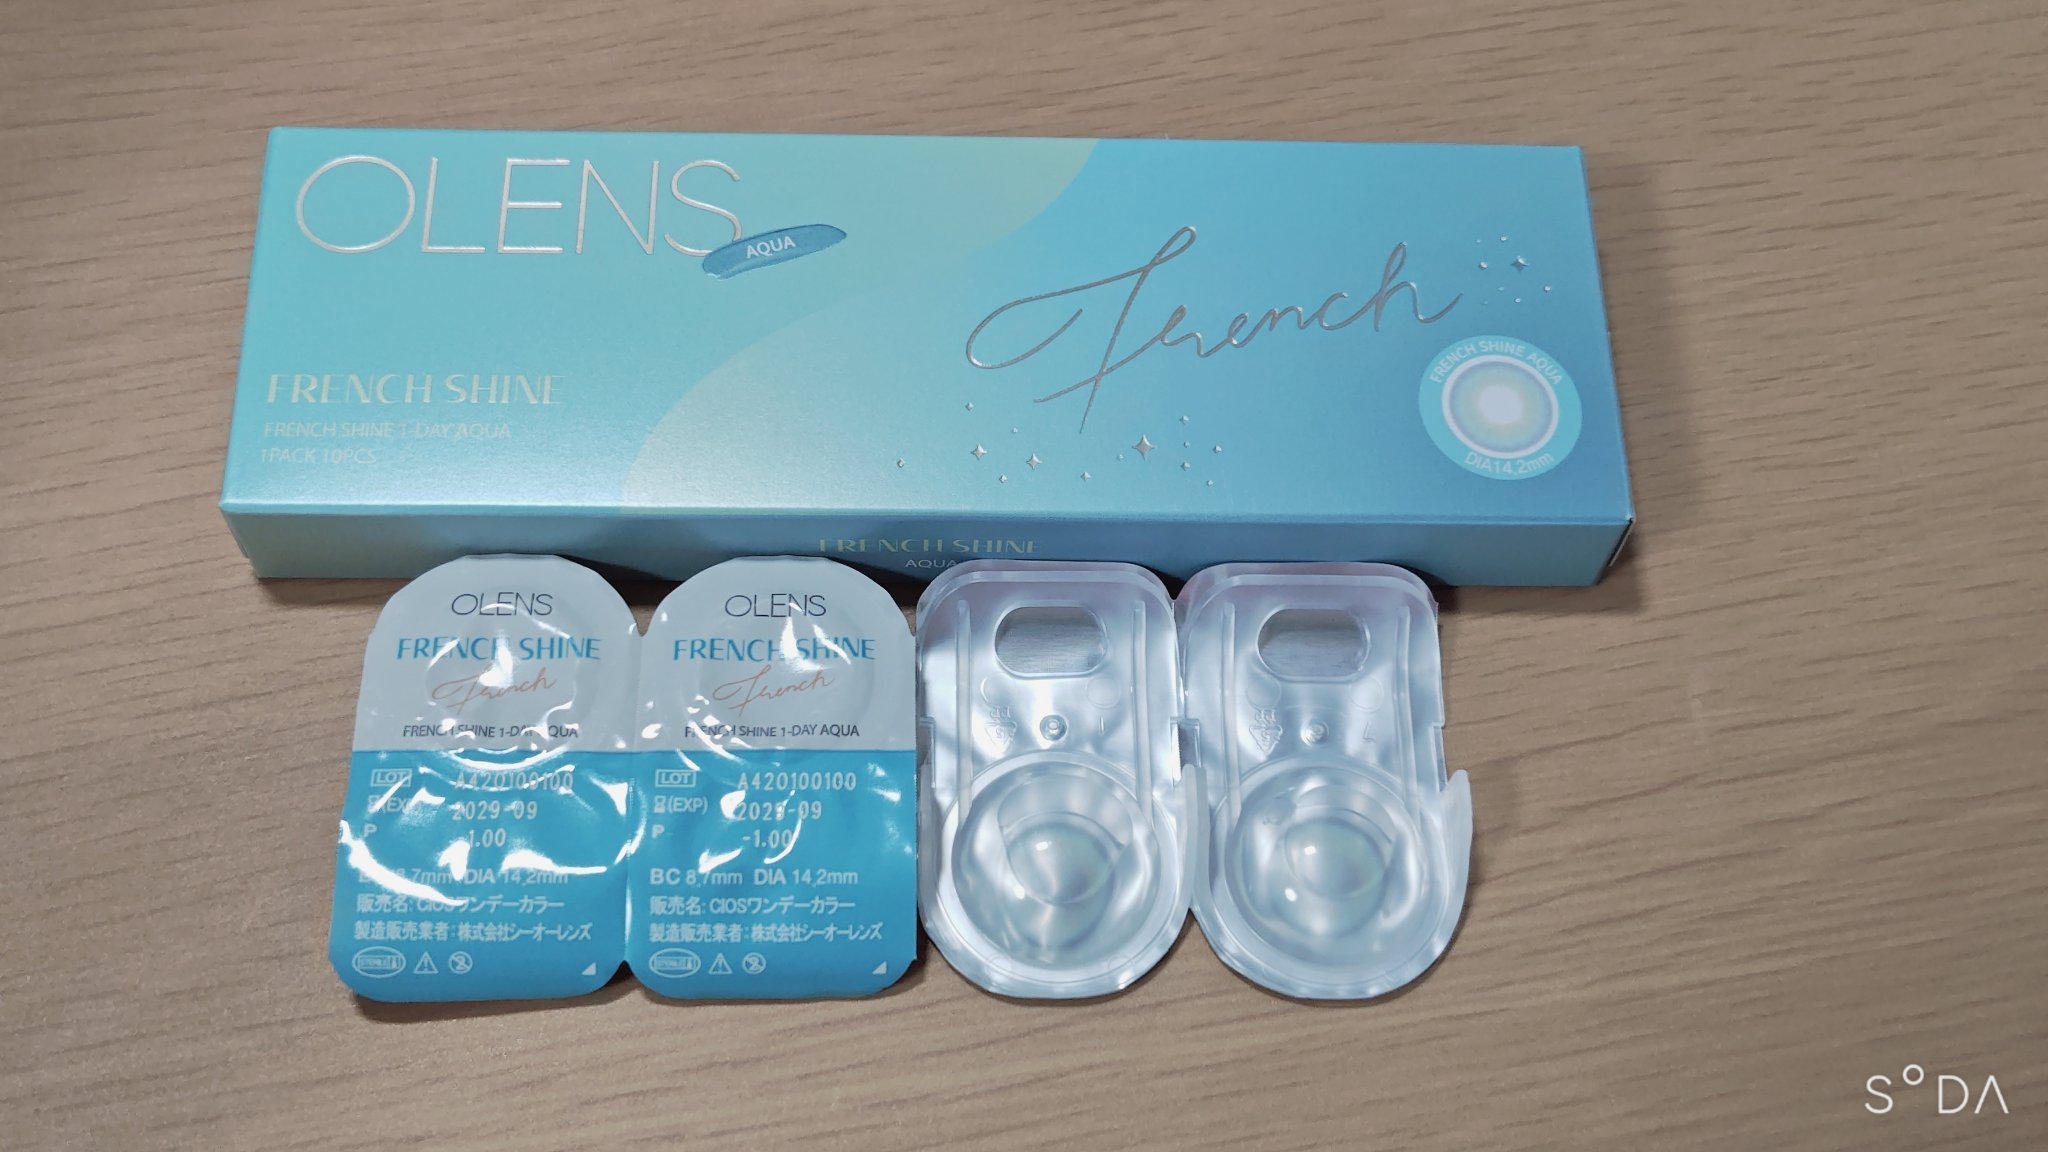 OLENS
AQUA
French
FRENCH SHINE
FRENCH SHINE 1-DAY AQUA
1PACK 10PCS
FRENCH SHINE AQUA
DIA14.2mm
FRENCH SHINE
AQUA
OLENS
FRENCH SHINE
French
FRENCH SHINE 1-DAY AQUA
LOT A420100100
(EXP) 2029-09
P -1.00
8.7mm DIA 14.2mm
販売名: CIOSワンデーカラー
製造販売業者: 株式会社シーオーレンズ
OLENS
FRENCH SHINE
French
FRENCH SHINE 1-DAY AQUA
LOT A420100100
(EXP) 2029-09
P -1.00
BC 8.7mm DIA 14.2mm
販売名: CIOSワンデーカラー
製造販売業者: 株式会社シーオーレンズ
SODA